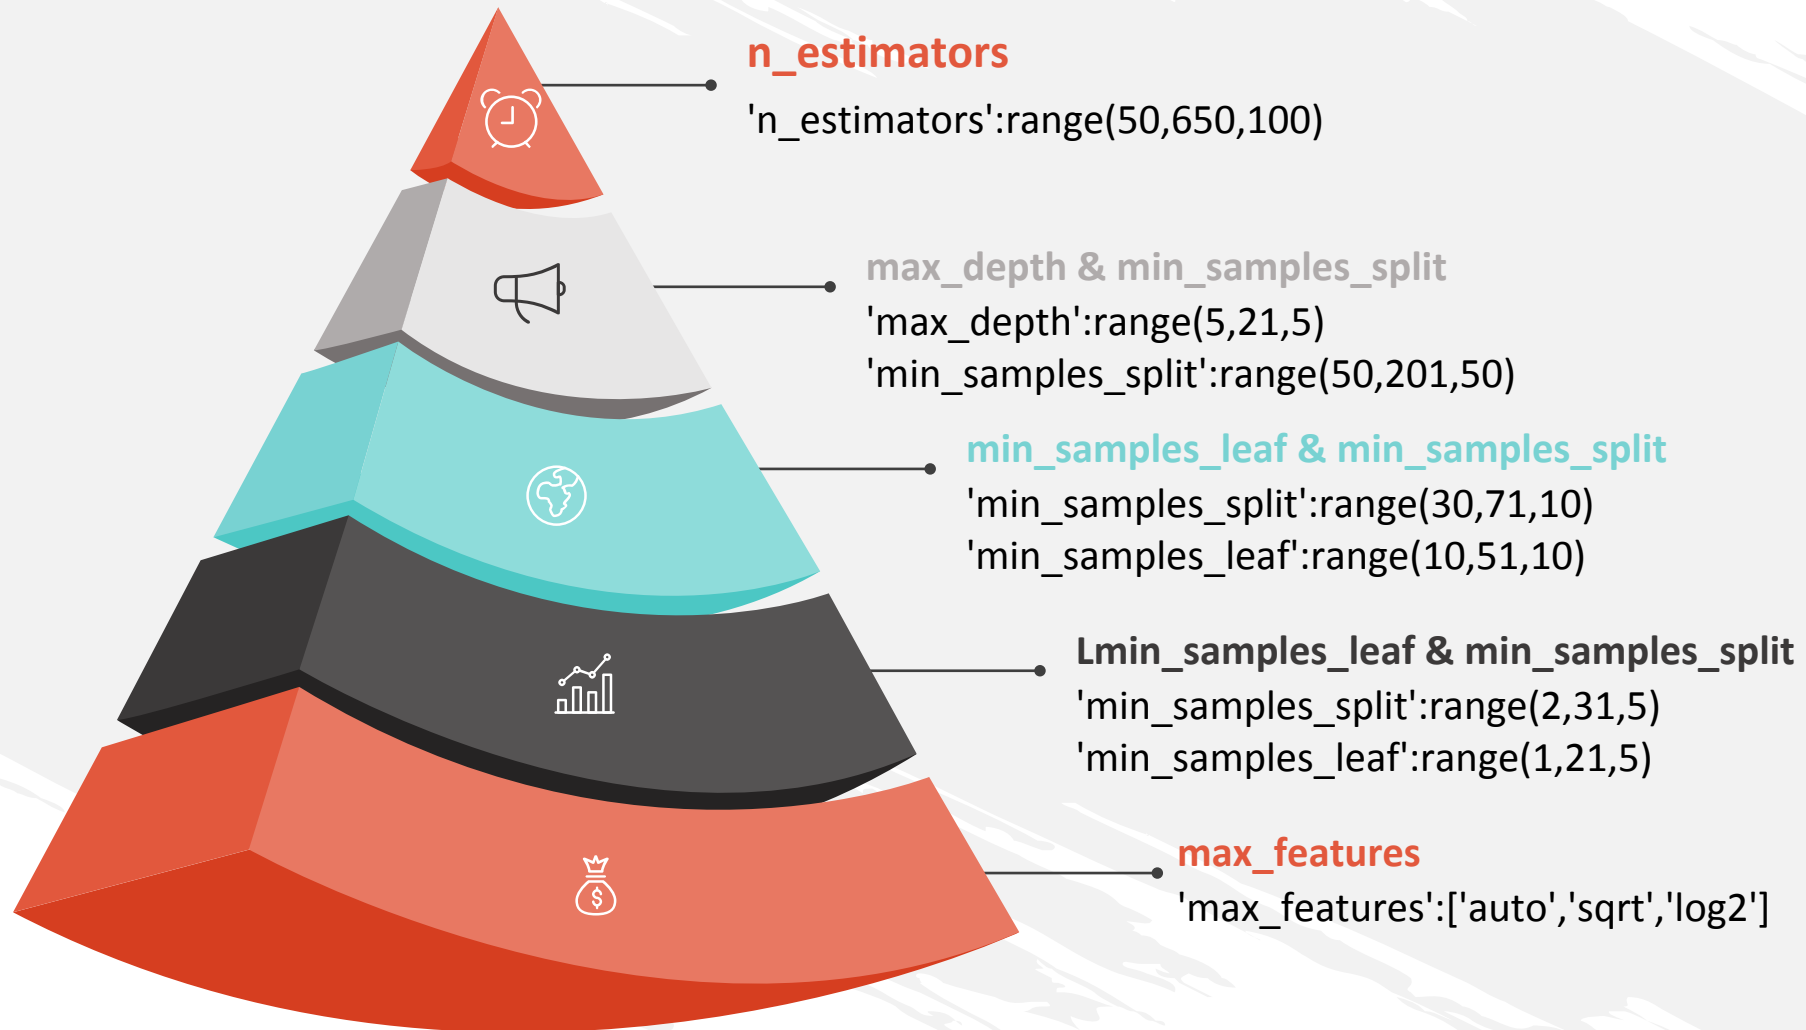 n_estimators
'n_estimators':range(50,650,100)
max_depth & min_samples_split
'max_depth':range(5,21,5)
'min_samples_split':range(50,201,50)
min_samples_leaf & min_samples_split
'min_samples_split':range(30,71,10)
'min_samples_leaf':range(10,51,10)
Lmin_samples_leaf & min_samples_split
'min_samples_split':range(2,31,5)
'min_samples_leaf':range(1,21,5)
max_features
'max_features':['auto','sqrt','log2']
$